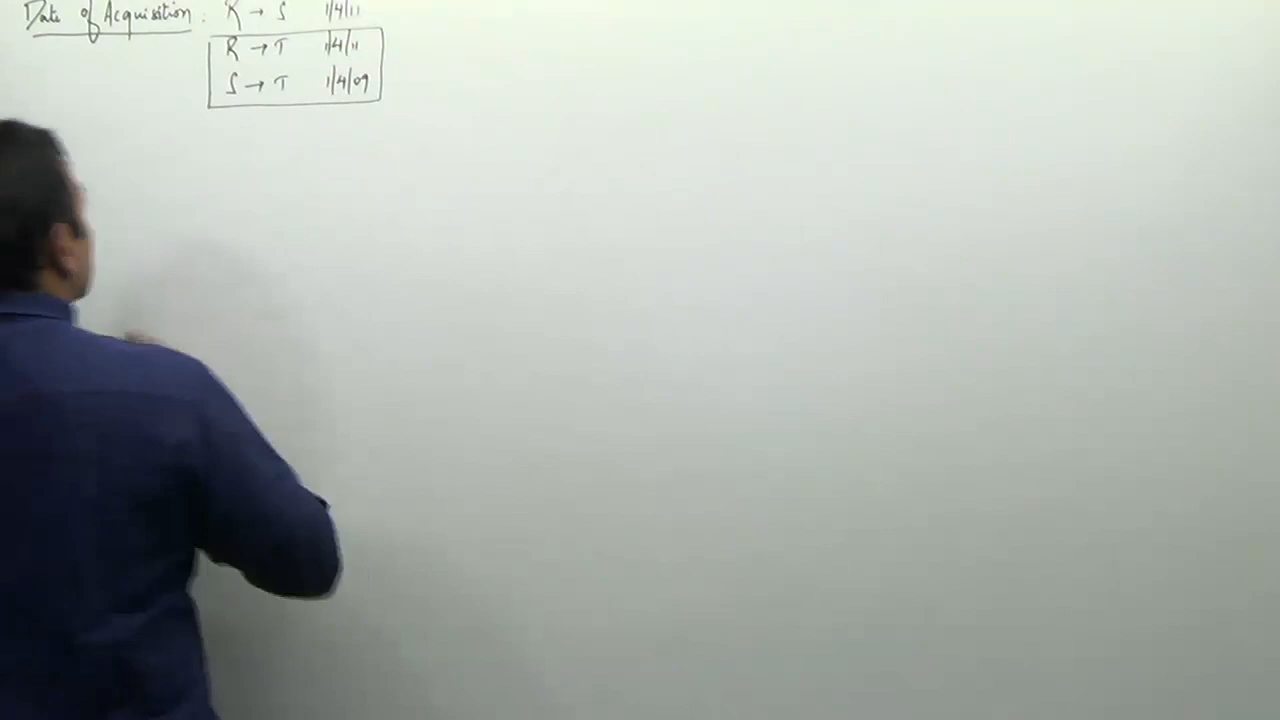 Date of Acquisition : R → S 1/4/11
R → T 1/4/11
S → T 1/4/09